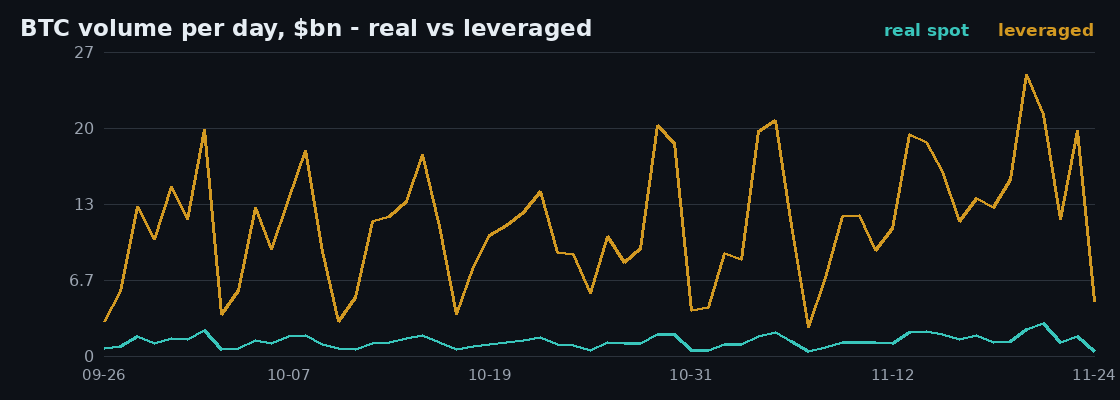 BTC volume per day, $bn - real vs leveraged
real spot leveraged
27
20
13
6.7
0
09-26 10-07 10-19 10-31 11-12 11-24